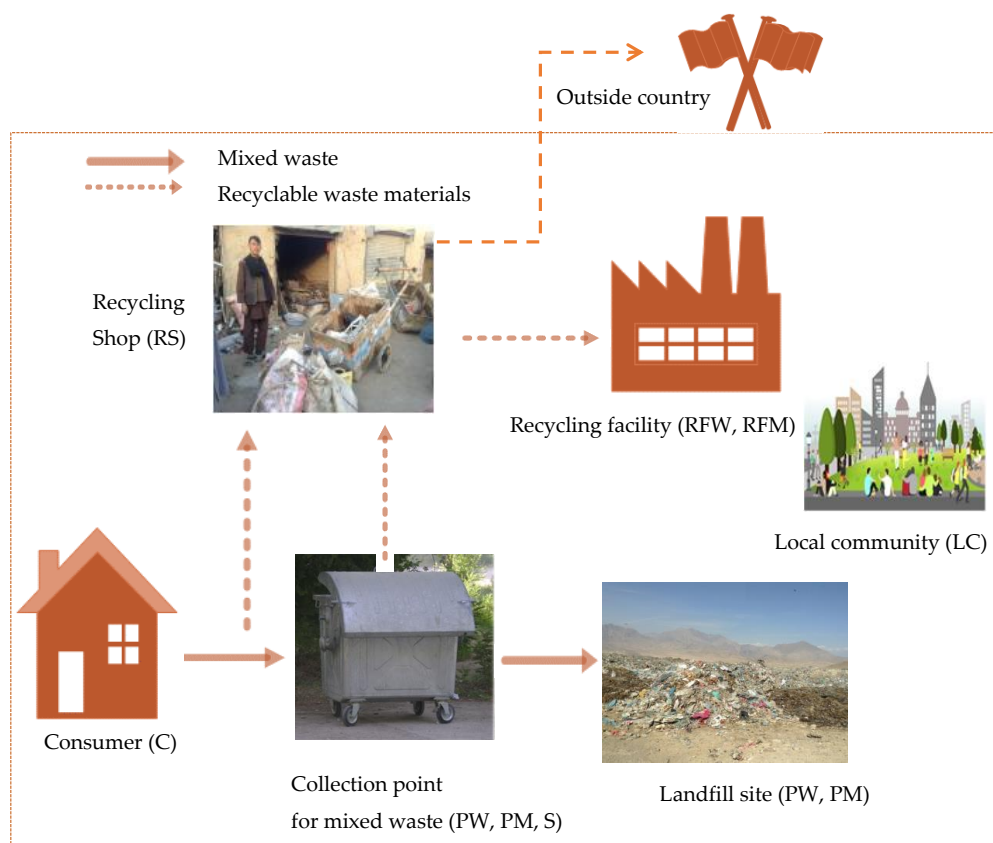 Outside country
Mixed waste
Recyclable waste materials
Recycling
Shop (RS)
Recycling facility (RFW, RFM)
Local community (LC)
Consumer (C)
Collection point
for mixed waste (PW, PM, S)
Landfill site (PW, PM)